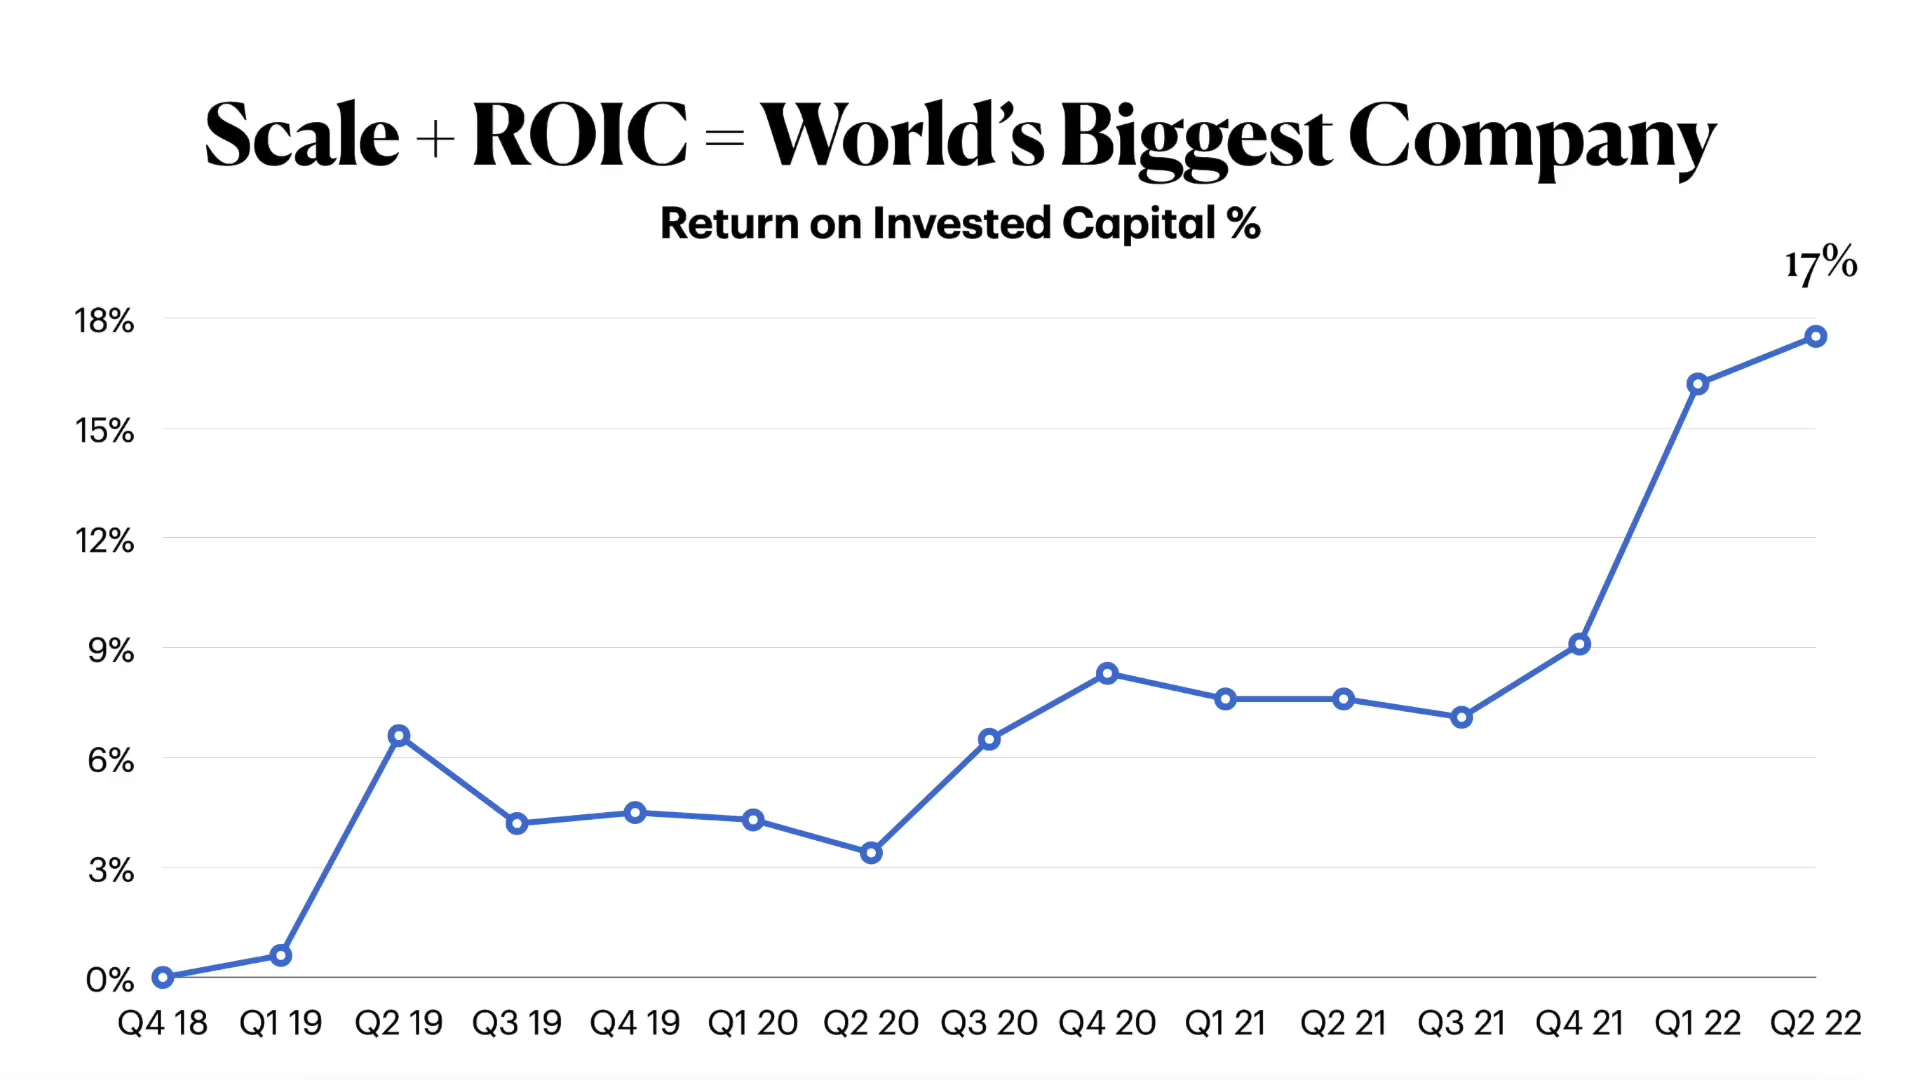 Scale + ROIC = World’s Biggest Company
Return on Invested Capital %
17%
18%
15%
12%
9%
6%
3%
0%
Q4 18 Q1 19 Q2 19 Q3 19 Q4 19 Q1 20 Q2 20 Q3 20 Q4 20 Q1 21 Q2 21 Q3 21 Q4 21 Q1 22 Q2 22